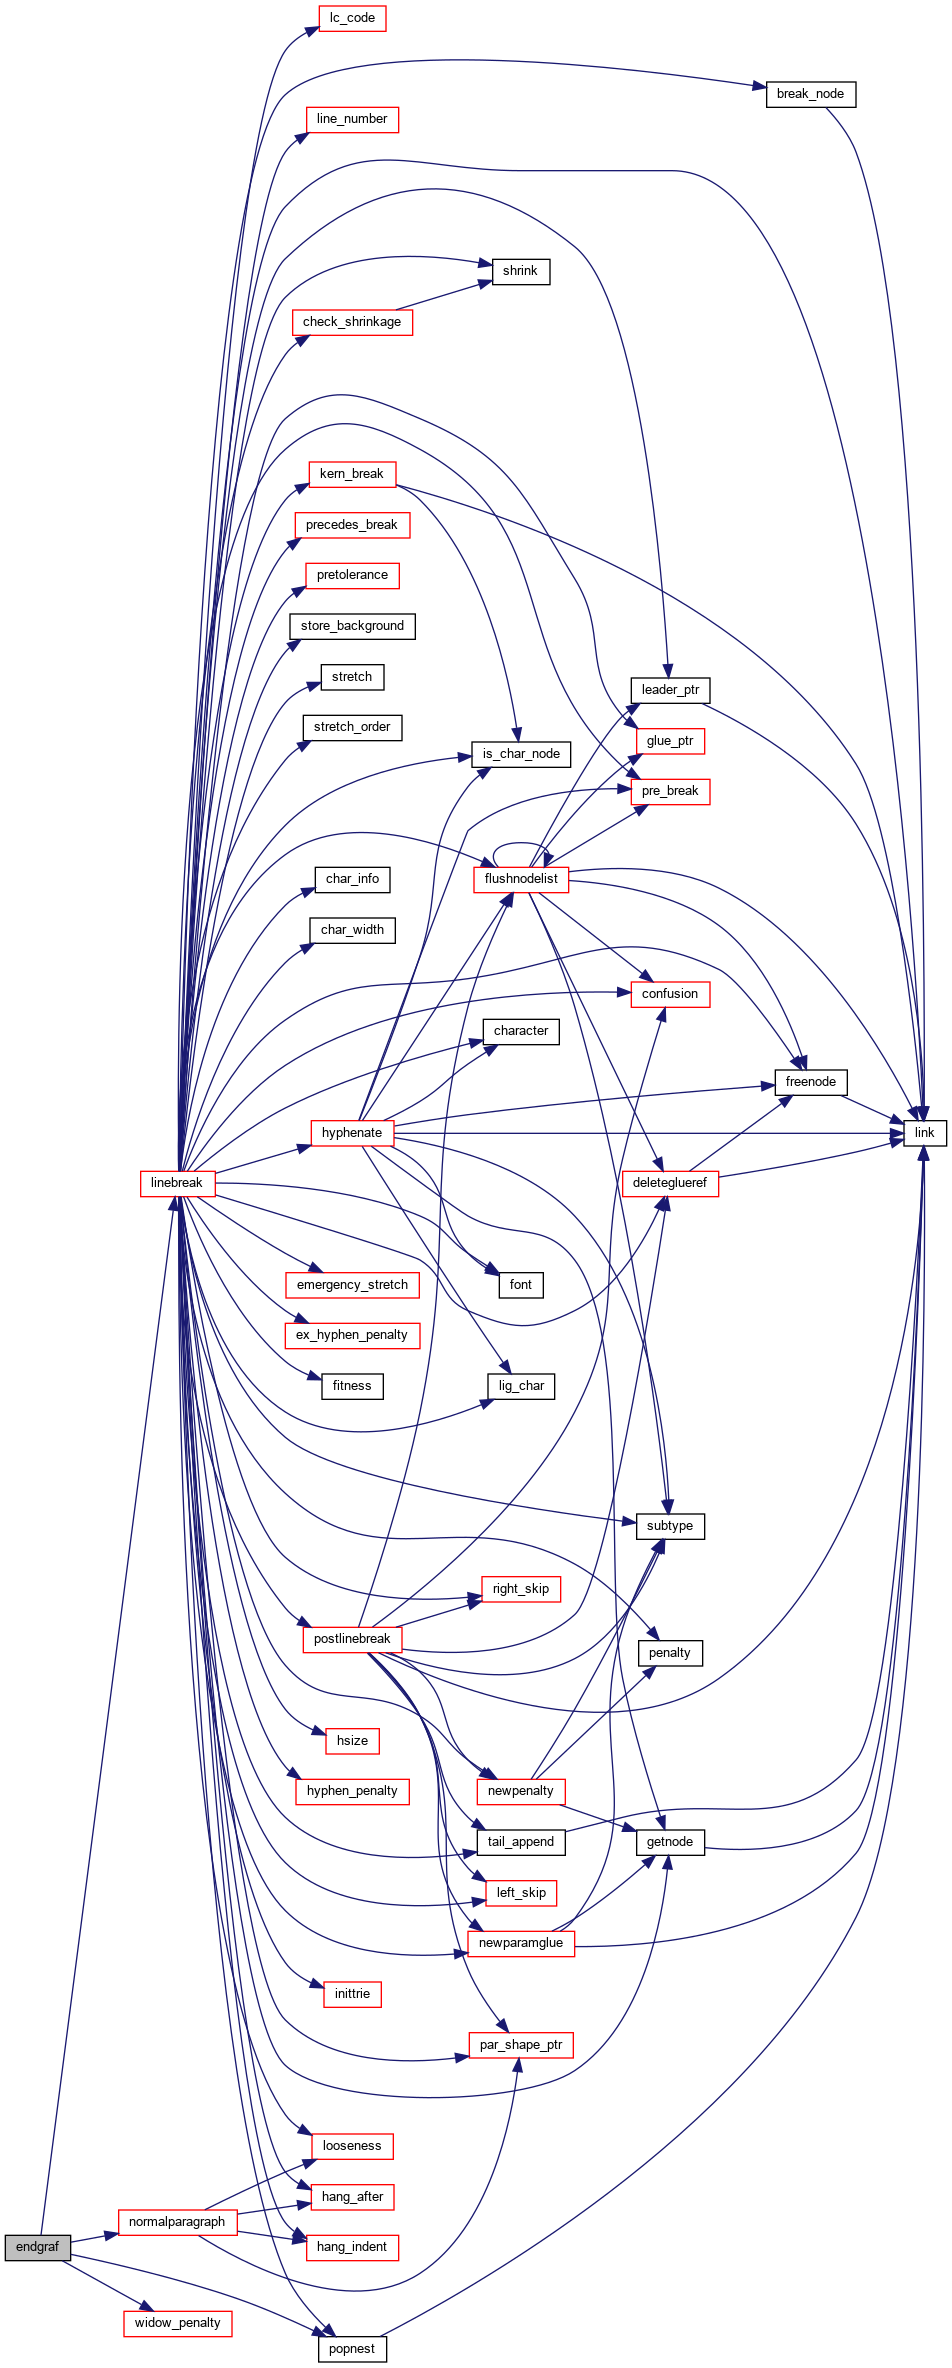 lc_code
break_node
line_number
shrink
check_shrinkage
kern_break
precedes_break
pretolerance
store_background
stretch
leader_ptr
stretch_order
glue_ptr
is_char_node
pre_break
char_info
flushnodelist
char_width
confusion
character
freenode
hyphenate
link
linebreak
deleteglueref
emergency_stretch
font
ex_hyphen_penalty
fitness
lig_char
subtype
right_skip
postlinebreak
penalty
hsize
hyphen_penalty
newpenalty
tail_append
getnode
left_skip
newparamglue
inittrie
par_shape_ptr
looseness
hang_after
normalparagraph
endgraf
hang_indent
widow_penalty
popnest